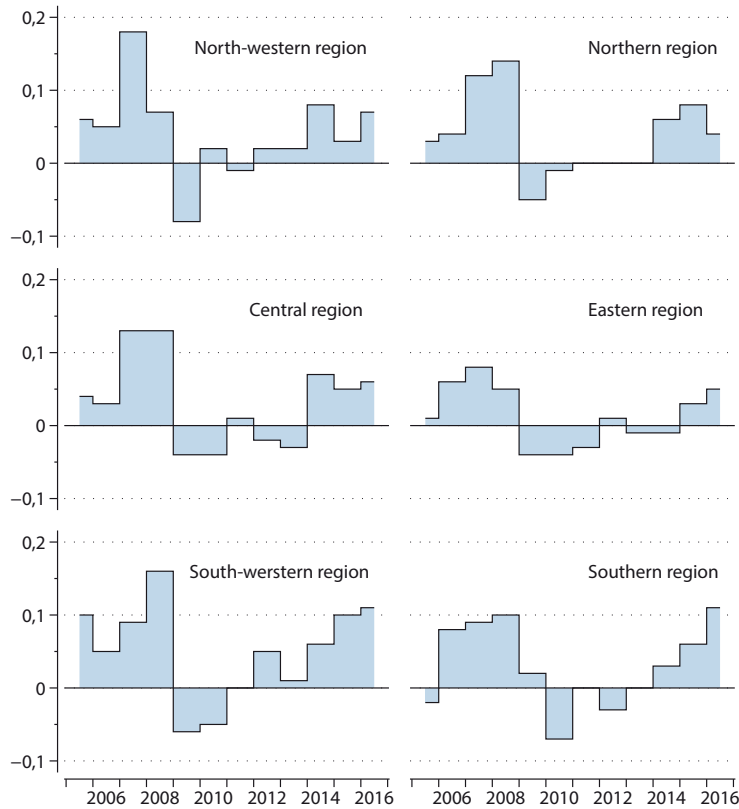 0,2
North-western region
Northern region
0,1
0
−0,1
0,2
Central region
Eastern region
0,1
0
−0,1
0,2
South-werstern region
Southern region
0,1
0
−0,1
2006 2008 2010 2012 2014 2016
2006 2008 2010 2012 2014 2016